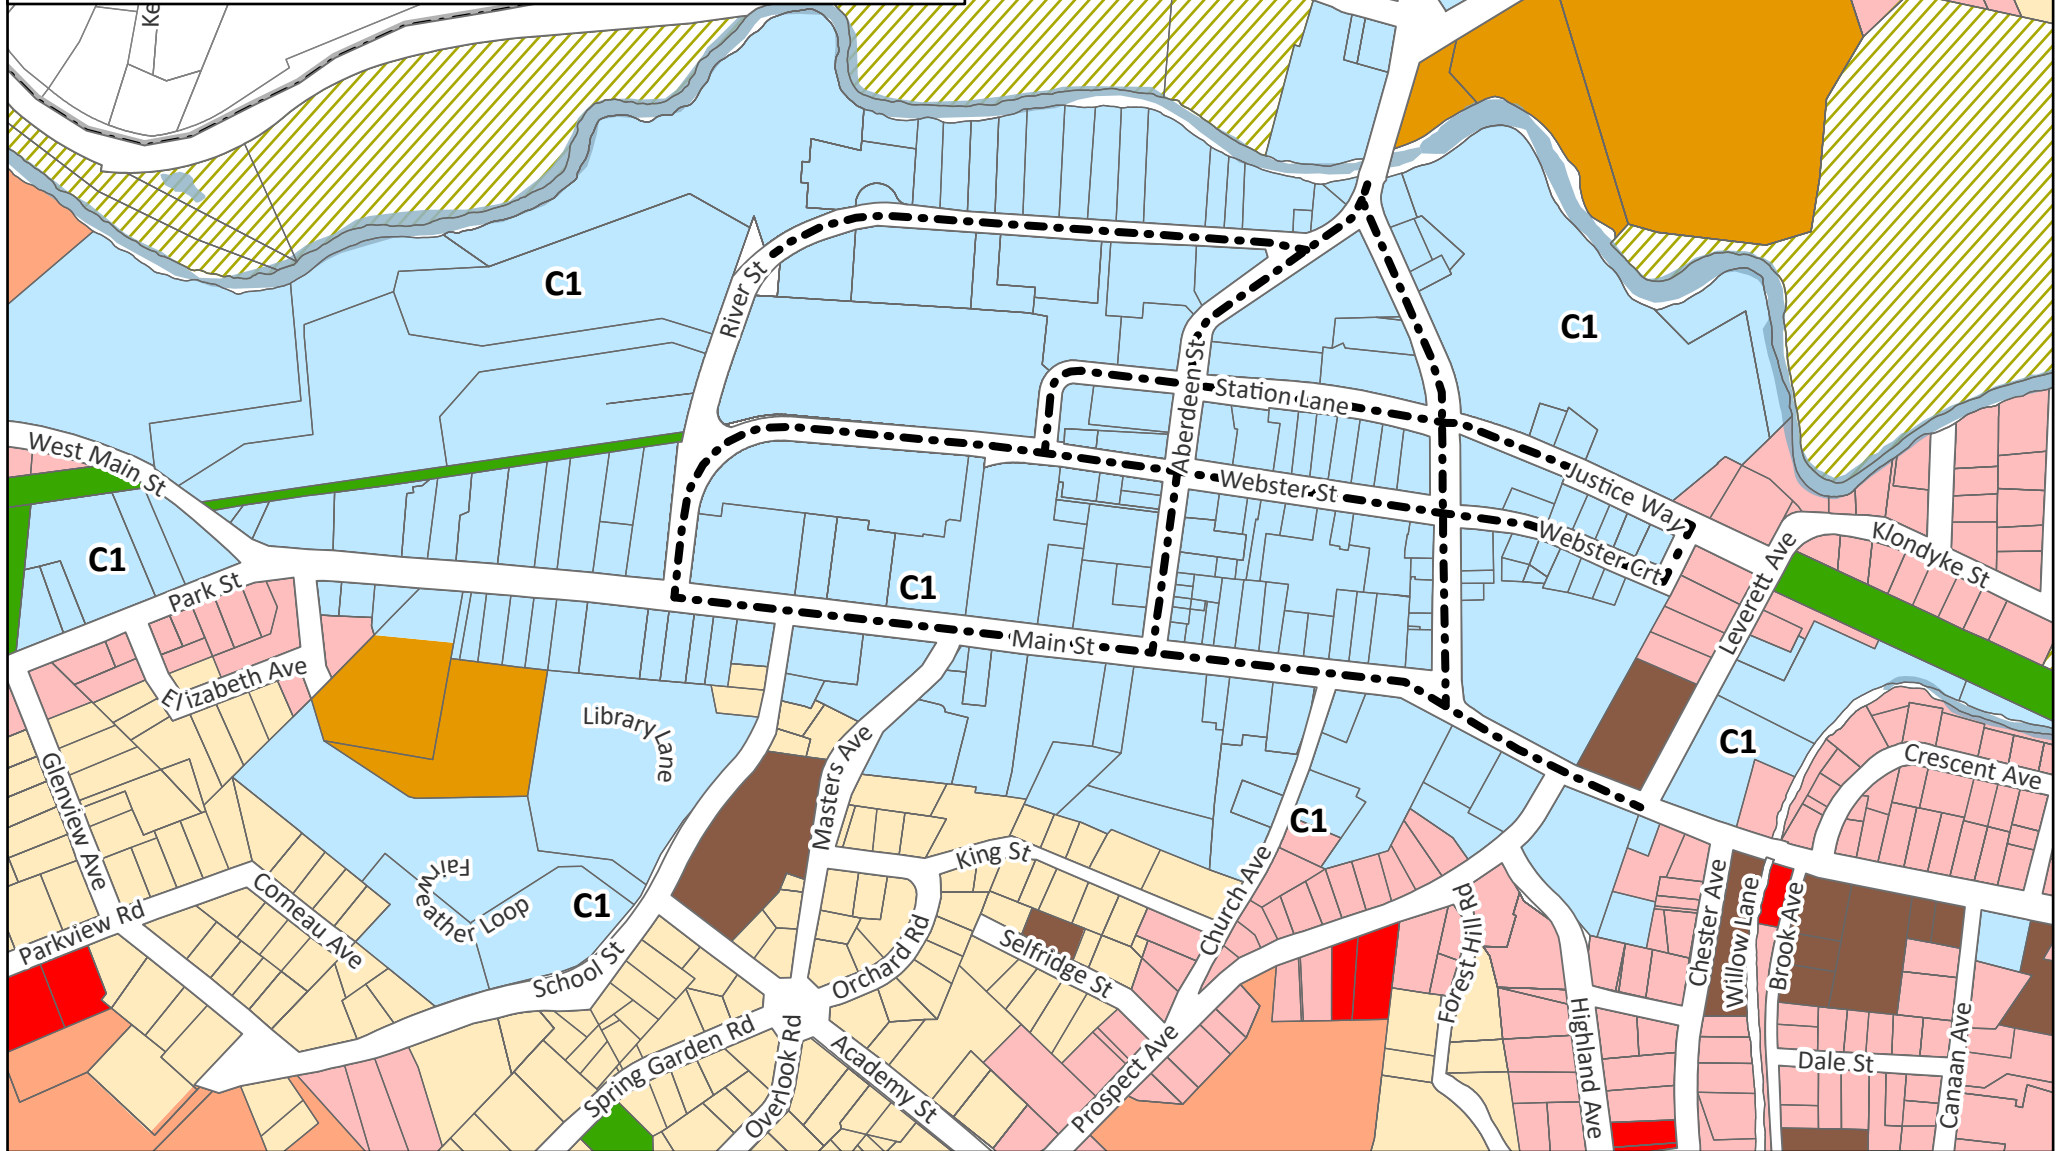 Ke
C1
River St
C1
Aberdeen St
Station Lane
West Main St
Webster St
Justice Way
Webster Crt
Klondyke St
Leverett Ave
C1
Park St
C1
Main St
Elizabeth Ave
Library Lane
C1
Crescent Ave
Glenview Ave
Masters Ave
C1
King St
Church Ave
Fairweather Loop
C1
Comeau Ave
Parkview Rd
School St
Orchard Rd
Selfridge St
Forest Hill Rd
Chester Ave
Willow Lane
Brook Ave
Highland Ave
Spring Garden Rd
Overlook Rd
Academy St
Prospect Ave
Dale St
Canaan Ave